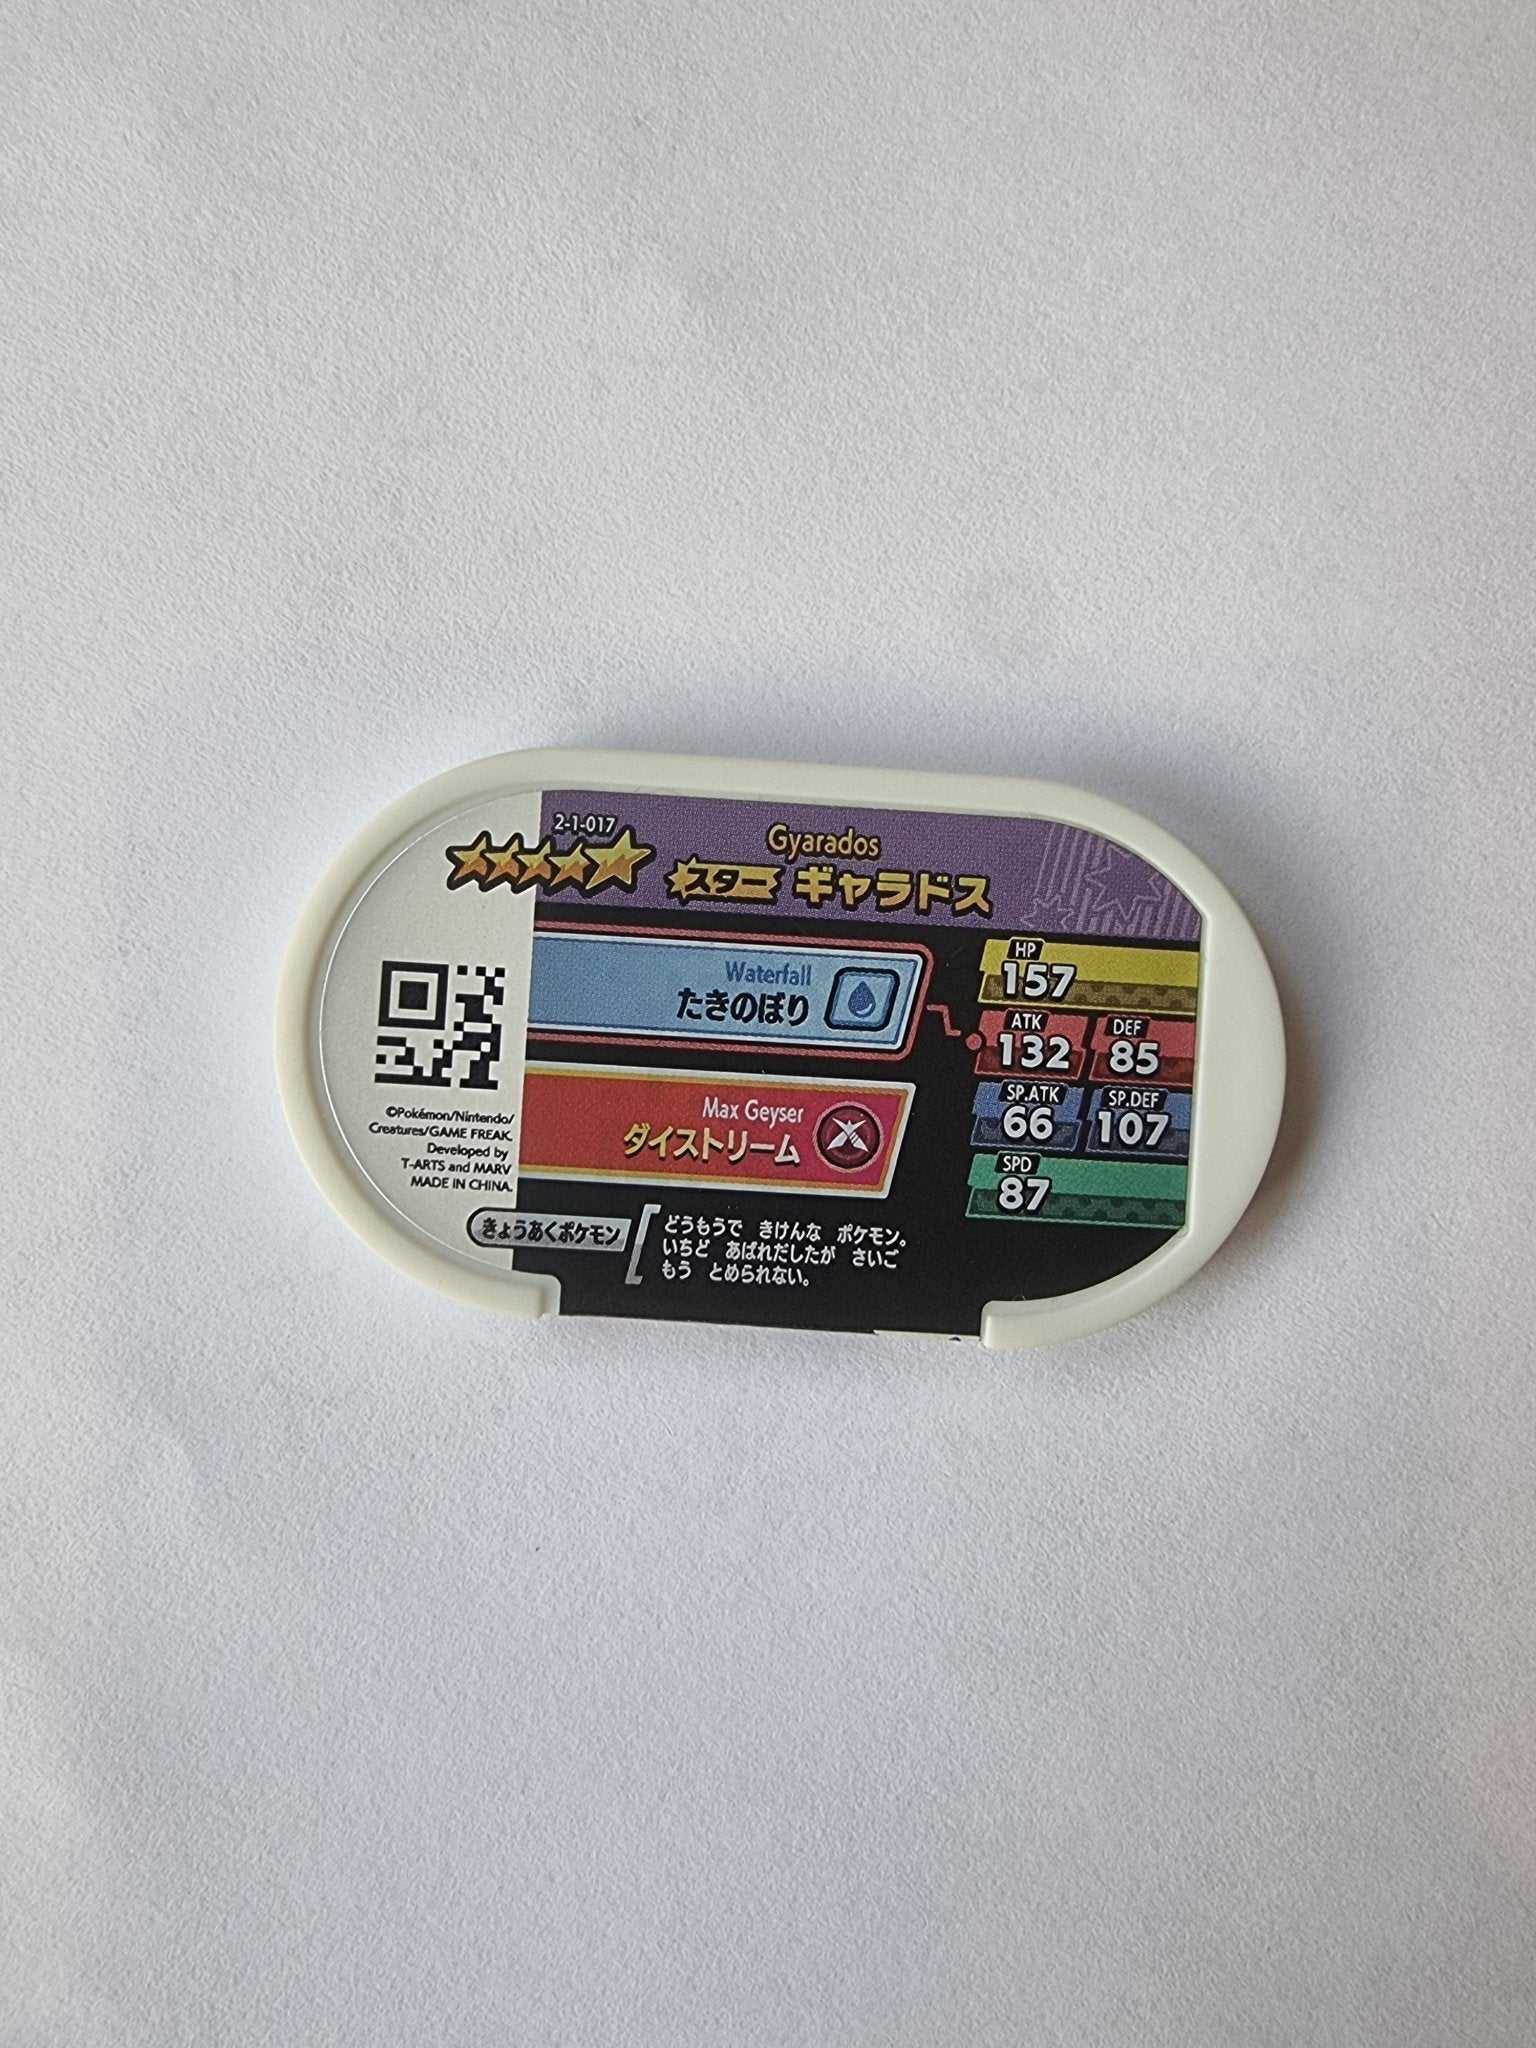 2-1-017
Gyarados
スター ギャラドス
Waterfall
たきのぼり
Max Geyser
ダイストリーム
HP
157
ATK
132
DEF
85
SP.ATK
66
SP.DEF
107
SPD
87
©Pokémon/Nintendo/
Creatures/GAME FREAK.
Developed by
T-ARTS and MARV
MADE IN CHINA.
きょうあくポケモン
どうもうで きけんな ポケモン。
いちど あばれだしたが さいご
もう とめられない。